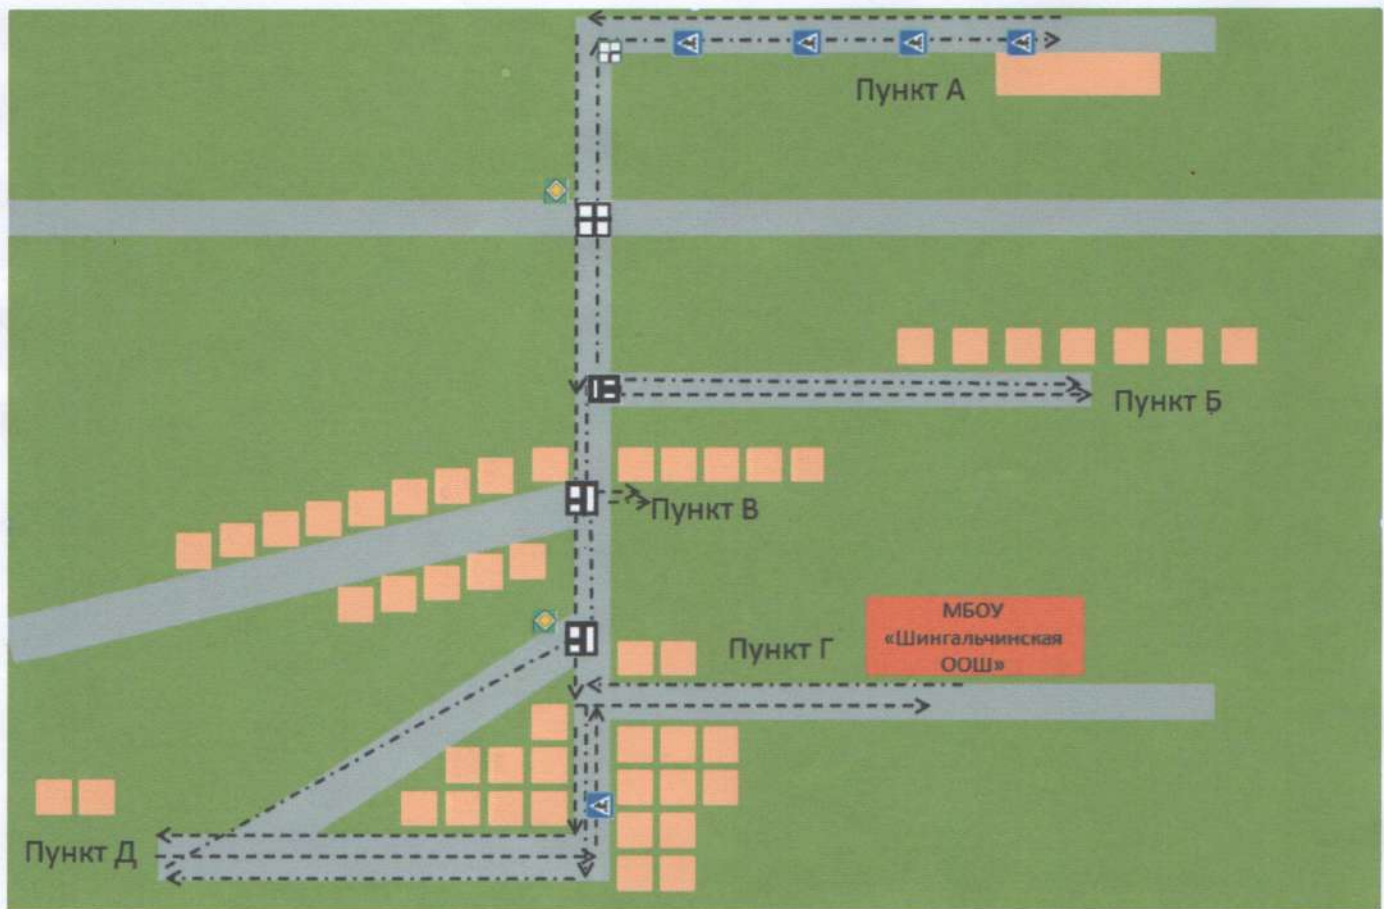 Пункт А
Пункт Б
Пункт В
МБОУ
«Шингальчинская
ООШ»
Пункт Г
Пункт Д